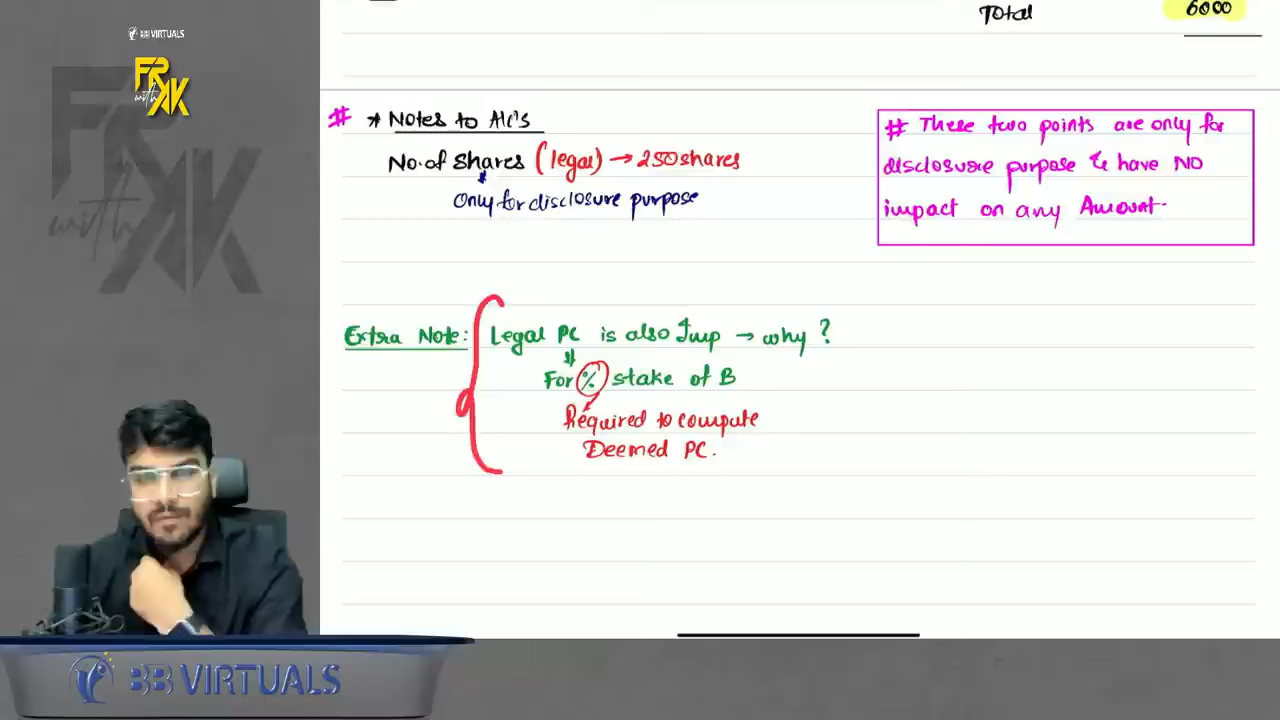 Total 6000
BB VIRTUALS
FR
with
AK
# * Notes to A/c's
No. of shares (legal) → 250 shares
Only for disclosure purpose
# These two points are only for
disclosure purpose & have NO
impact on any Amount.
Extra Note: Legal PC is also Imp → why ?
For % stake of B
Required to compute
Deemed PC.
BB VIRTUALS